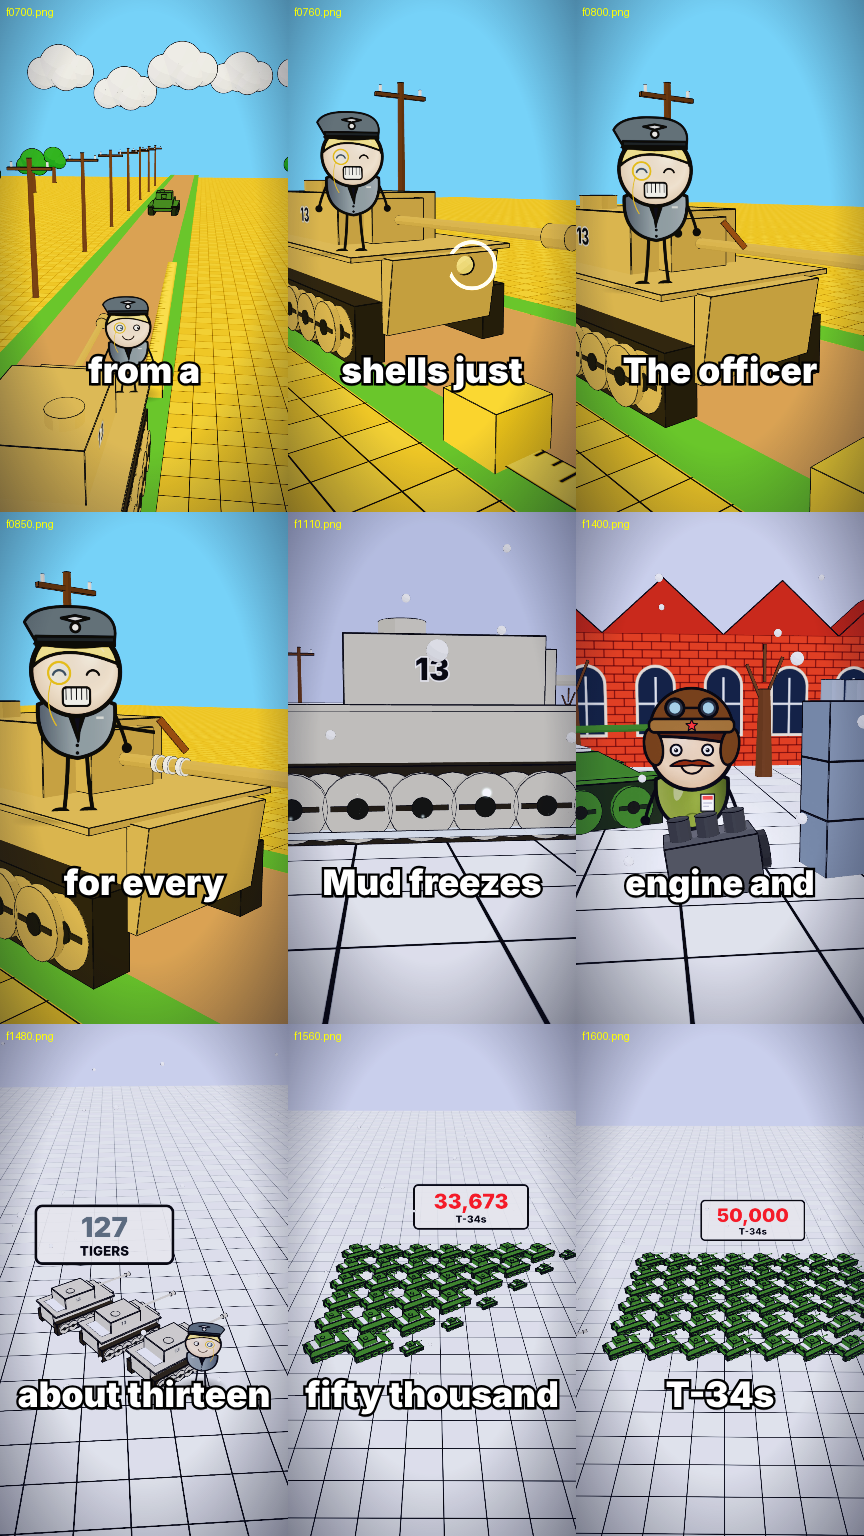 f0700.png
from a
f0760.png
13
shells just
f0800.png
13
The officer
f0850.png
for every
f1110.png
13
Mud freezes
f1400.png
engine and
f1480.png
127
TIGERS
about thirteen
f1560.png
33,673
T-34s
fifty thousand
f1600.png
50,000
T-34s
T-34s